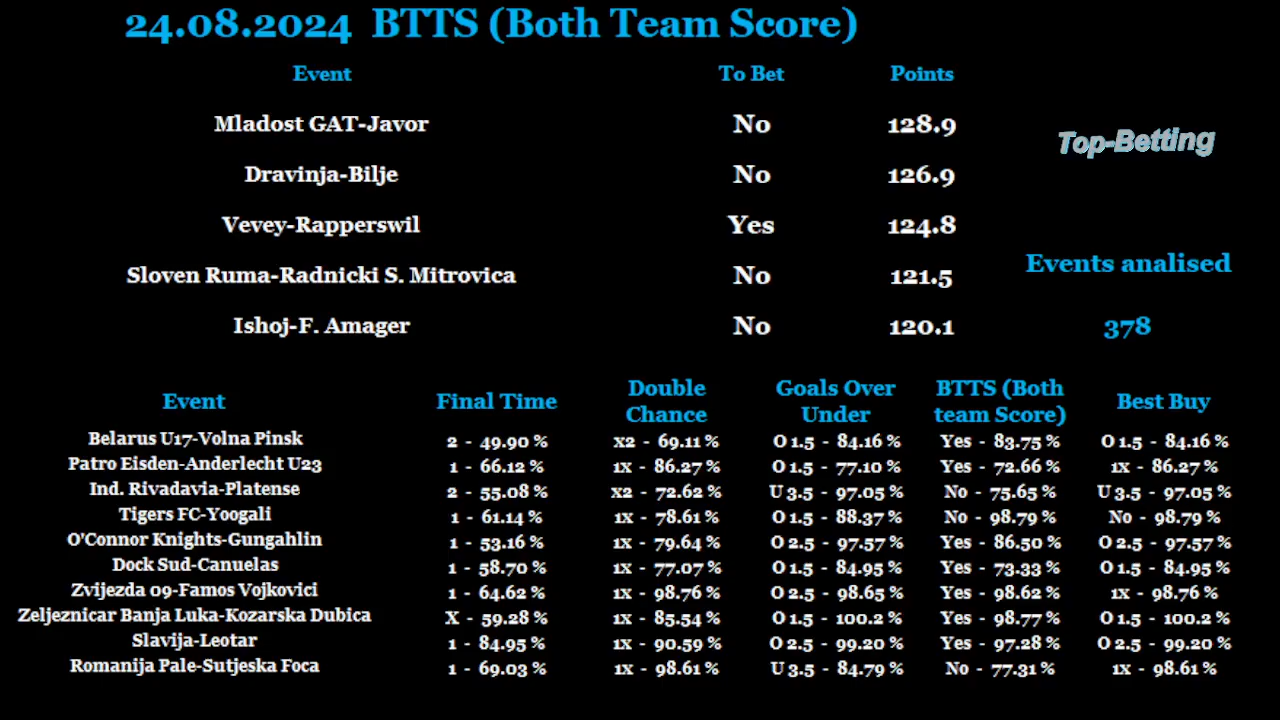 24.08.2024 BTTS (Both Team Score)
Event To Bet Points
Mladost GAT-Javor No 128.9
Top-Betting
Dravinja-Bilje No 126.9
Vevey-Rapperswil Yes 124.8
Events analised
Sloven Ruma-Radnicki S. Mitrovica No 121.5
Ishoj-F. Amager No 120.1 378
Event Final Time Double Chance Goals Over Under BTTS (Both team Score) Best Buy
Belarus U17-Volna Pinsk 2 - 49.90 % x2 - 69.11 % O 1.5 - 84.16 % Yes - 83.75 % O 1.5 - 84.16 %
Patro Eisden-Anderlecht U23 1 - 66.12 % 1x - 86.27 % O 1.5 - 77.10 % Yes - 72.66 % 1x - 86.27 %
Ind. Rivadavia-Platense 2 - 55.08 % x2 - 72.62 % U 3.5 - 97.05 % No - 75.65 % U 3.5 - 97.05 %
Tigers FC-Yoogali 1 - 61.14 % 1x - 78.61 % O 1.5 - 88.37 % No - 98.79 % No - 98.79 %
O'Connor Knights-Gungahlin 1 - 53.16 % 1x - 79.64 % O 2.5 - 97.57 % Yes - 86.50 % O 2.5 - 97.57 %
Dock Sud-Canuelas 1 - 58.70 % 1x - 77.07 % O 1.5 - 84.95 % Yes - 73.33 % O 1.5 - 84.95 %
Zvijezda 09-Famos Vojkovici 1 - 64.62 % 1x - 98.76 % O 2.5 - 98.65 % Yes - 98.62 % 1x - 98.76 %
Zeljeznicar Banja Luka-Kozarska Dubica X - 59.28 % 1x - 85.54 % O 1.5 - 100.2 % Yes - 98.77 % O 1.5 - 100.2 %
Slavija-Leotar 1 - 84.95 % 1x - 90.59 % O 2.5 - 99.20 % Yes - 97.28 % O 2.5 - 99.20 %
Romanija Pale-Sutjeska Foca 1 - 69.03 % 1x - 98.61 % U 3.5 - 84.79 % No - 77.31 % 1x - 98.61 %